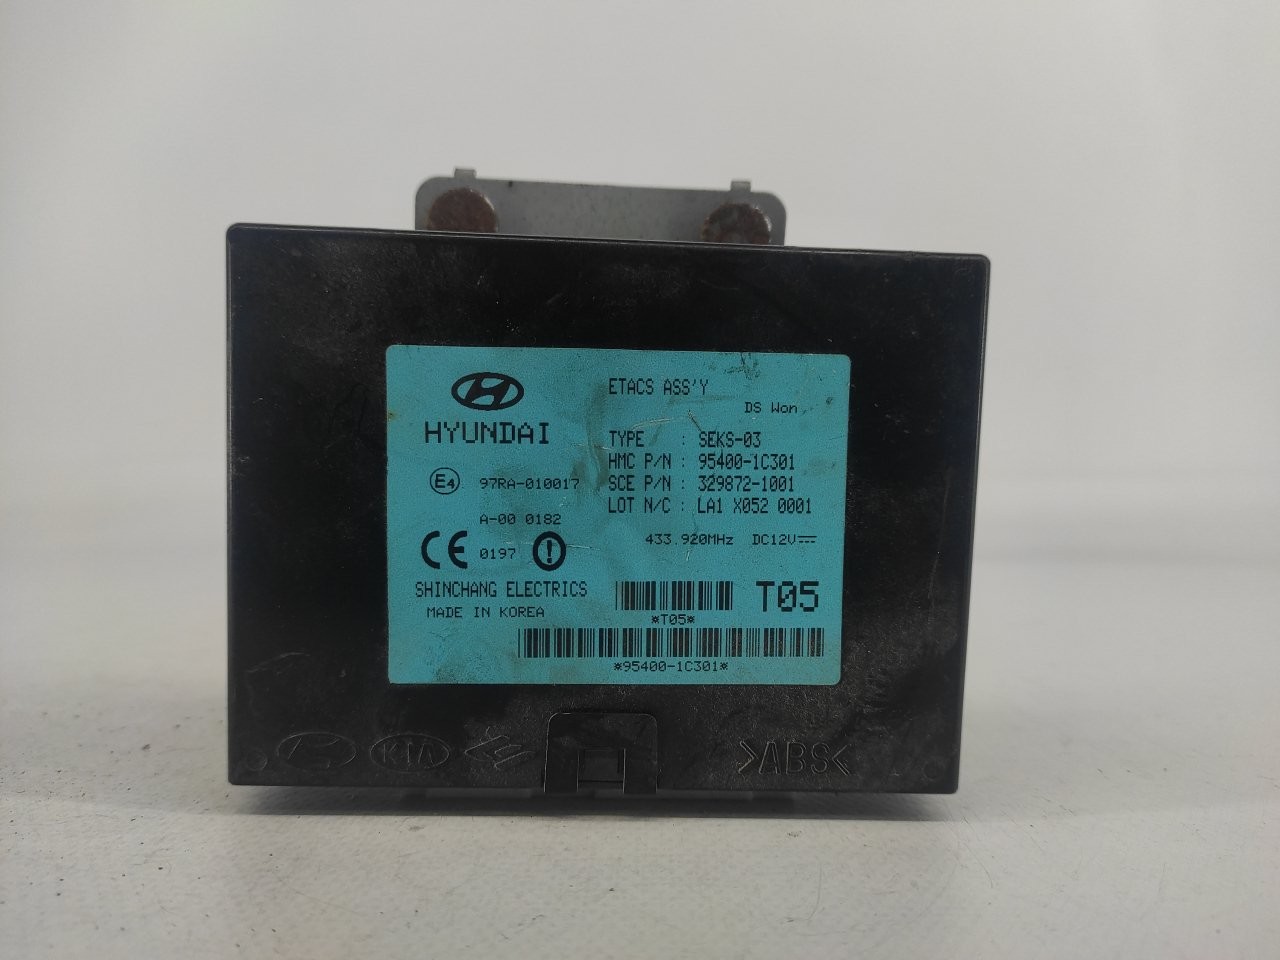 ETACS ASS'Y
DS Won
HYUNDAI
TYPE : SEKS-03
HMC P/N : 95400-1C301
E4 97RA-010017
SCE P/N : 329872-1001
LOT N/C : LA1 X052 0001
A-00 0182
433.920MHz DC12V
CE 0197
SHINCHANG ELECTRICS
T05
MADE IN KOREA
*T05*
*95400-1C301*
KIA
>ABS<